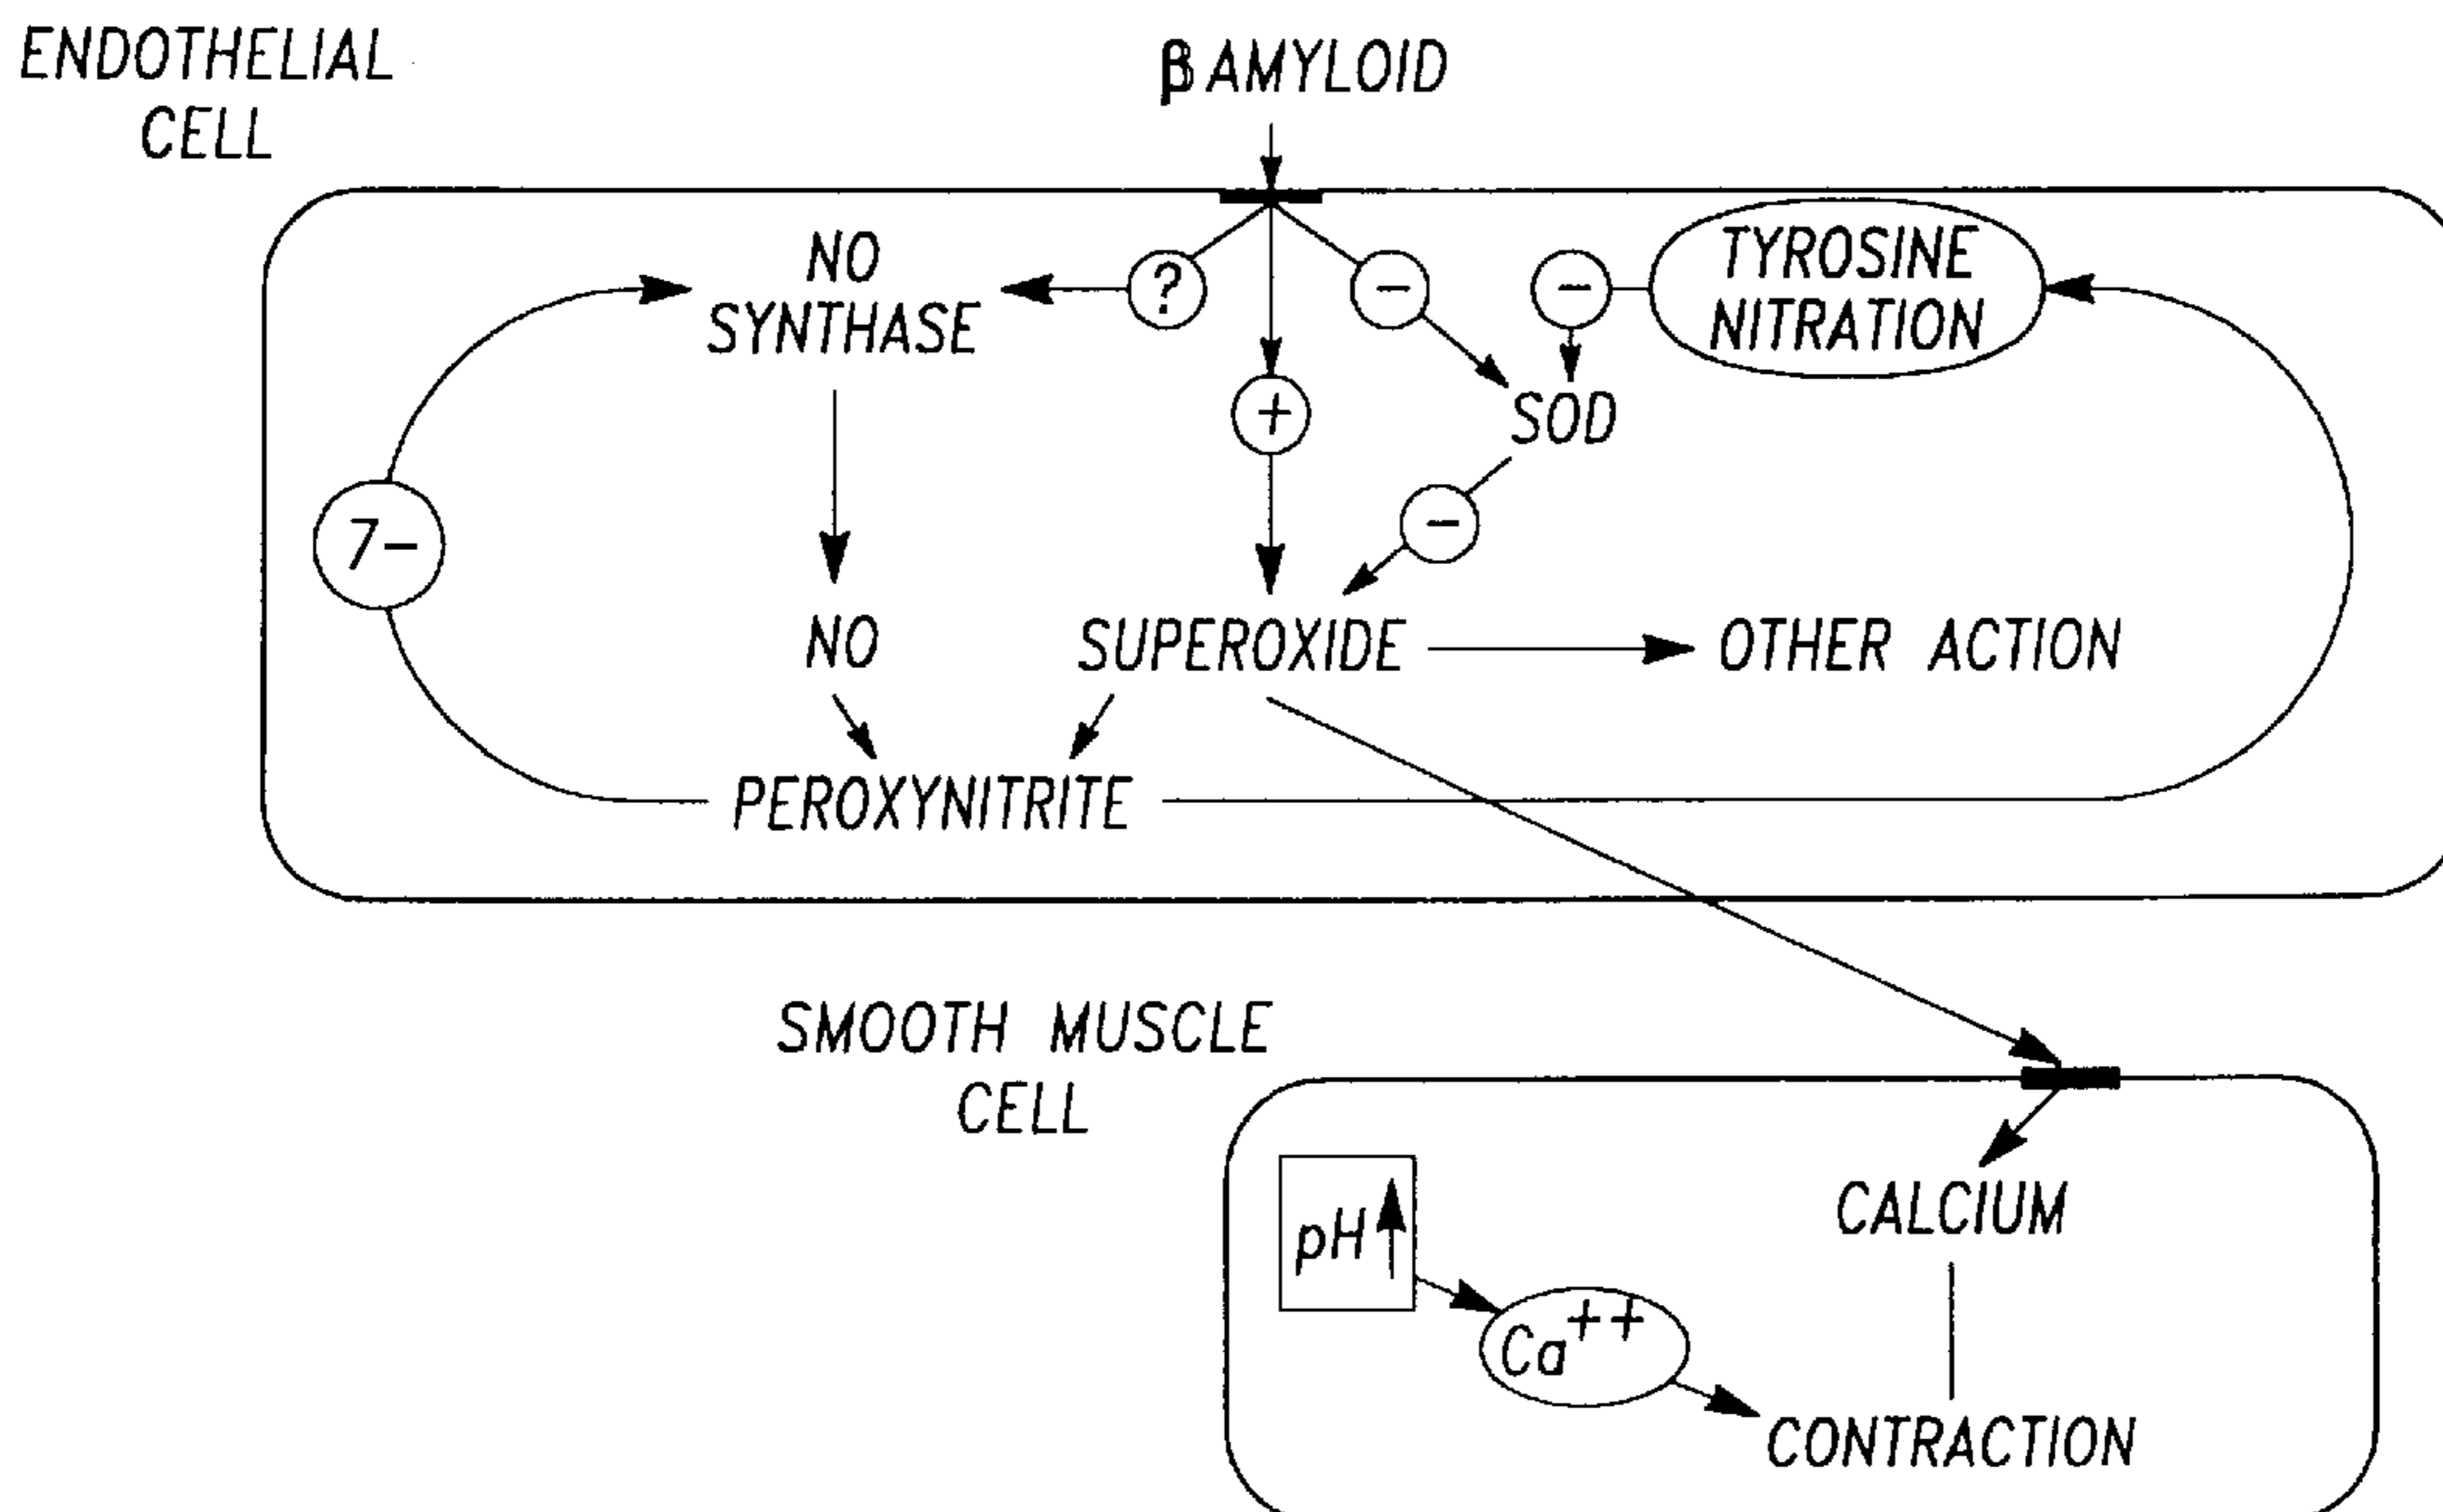 ENDOTHELIAL
CELL
β AMYLOID
NO
SYNTHASE
?
−
−
TYROSINE
NITRATION
+
SOD
7−
−
NO
SUPEROXIDE
OTHER ACTION
PEROXYNITRITE
SMOOTH MUSCLE
CELL
pH
CALCIUM
Ca++
CONTRACTION